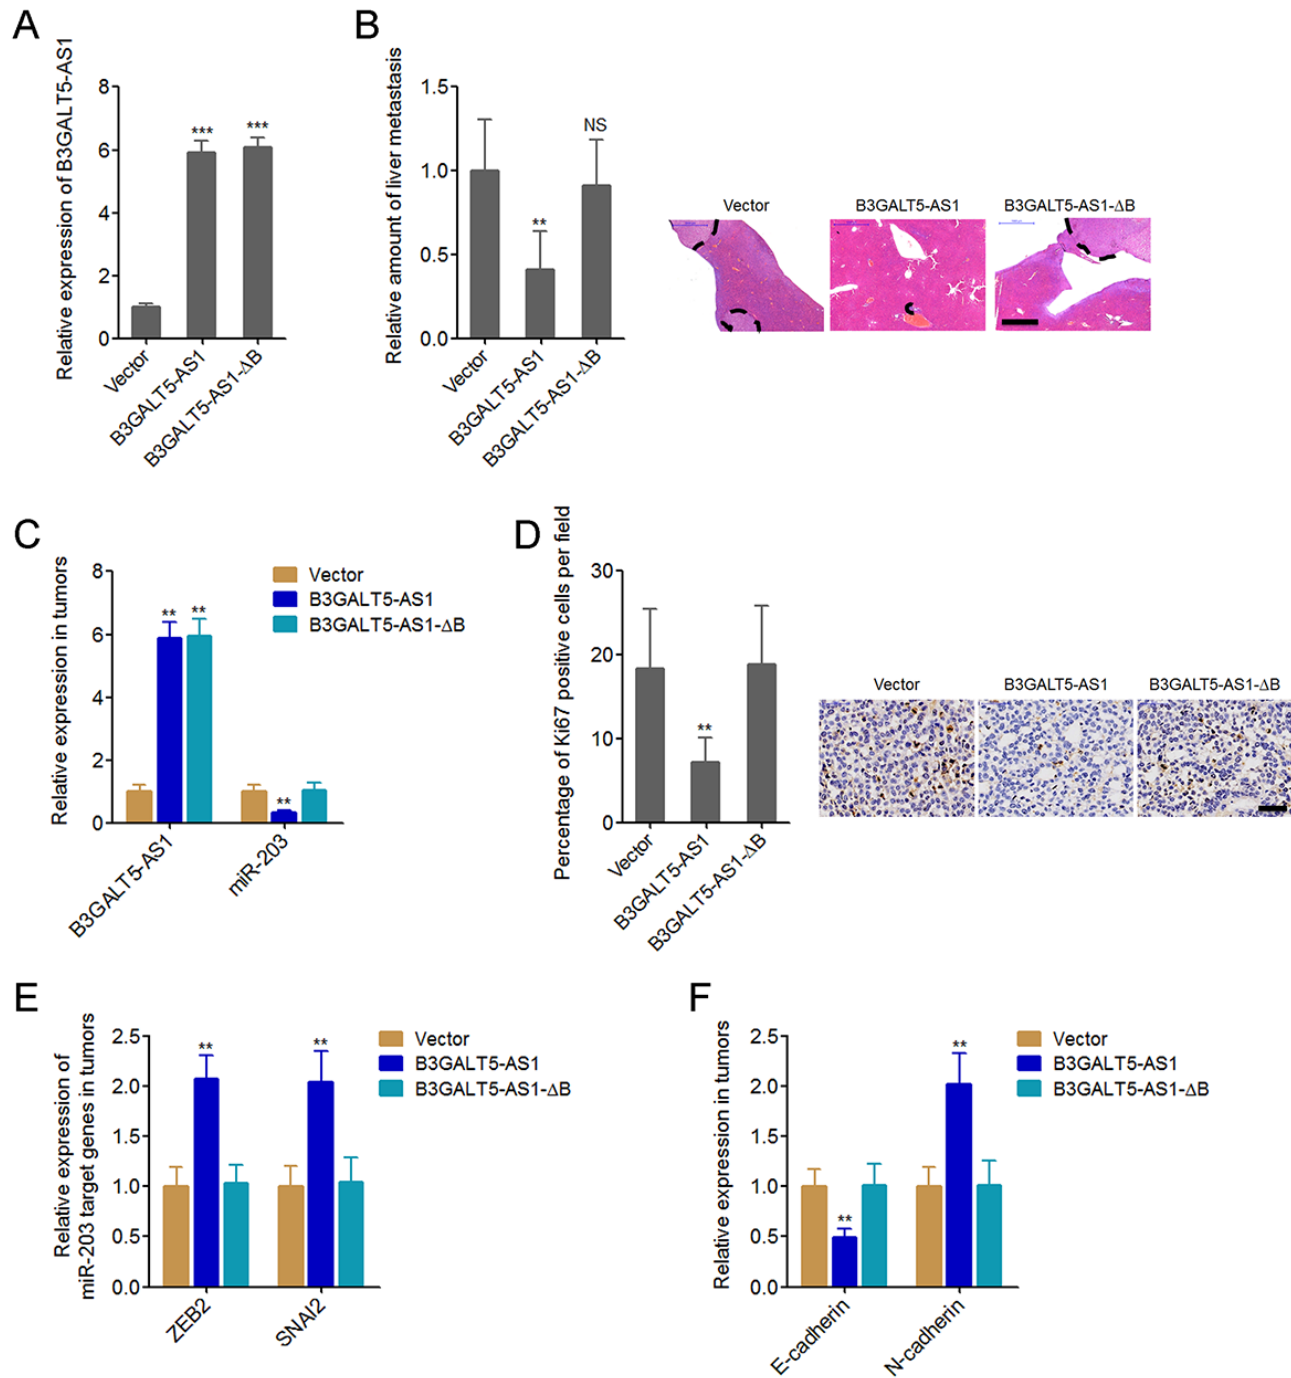 A
Relative expression of B3GALT5-AS1
8
6
4
2
0
***
***
Vector
B3GALT5-AS1
B3GALT5-AS1-ΔB
B
Relative amount of liver metastasis
1.5
1.0
0.5
0.0
**
NS
Vector
B3GALT5-AS1
B3GALT5-AS1-ΔB
Vector
B3GALT5-AS1
B3GALT5-AS1-ΔB
C
Relative expression in tumors
8
6
4
2
0
** **
**
B3GALT5-AS1
miR-203
Vector
B3GALT5-AS1
B3GALT5-AS1-ΔB
D
Percentage of Ki67 positive cells per field
30
20
10
0
**
Vector
B3GALT5-AS1
B3GALT5-AS1-ΔB
Vector
B3GALT5-AS1
B3GALT5-AS1-ΔB
E
Relative expression of
miR-203 target genes in tumors
2.5
2.0
1.5
1.0
0.5
0.0
**
**
ZEB2
SNAI2
Vector
B3GALT5-AS1
B3GALT5-AS1-ΔB
F
Relative expression in tumors
2.5
2.0
1.5
1.0
0.5
0.0
**
**
E-cadherin
N-cadherin
Vector
B3GALT5-AS1
B3GALT5-AS1-ΔB